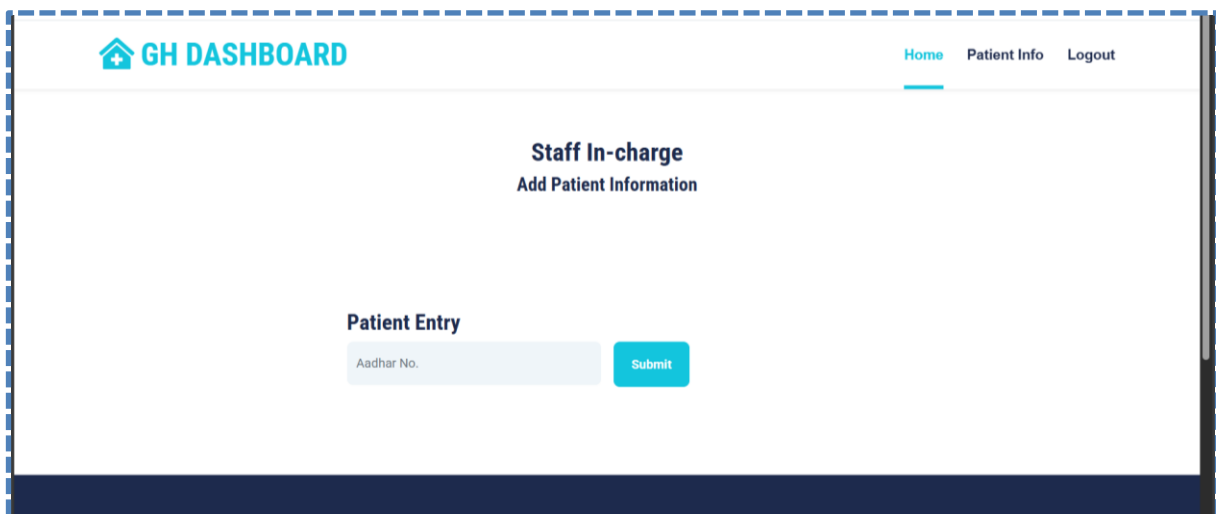 GH DASHBOARD
Home Patient Info Logout
Staff In-charge
Add Patient Information
Patient Entry
Aadhar No.
Submit